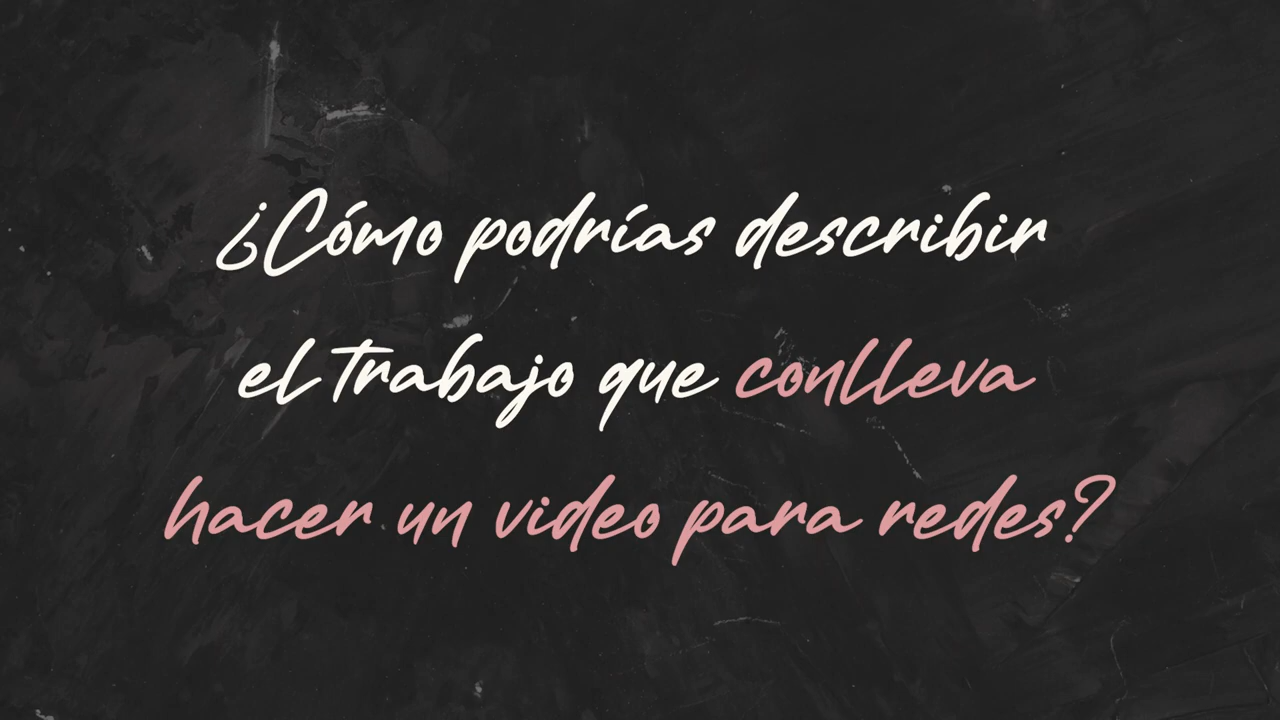 ¿Cómo podrías describir
el trabajo que conlleva
hacer un video para redes?